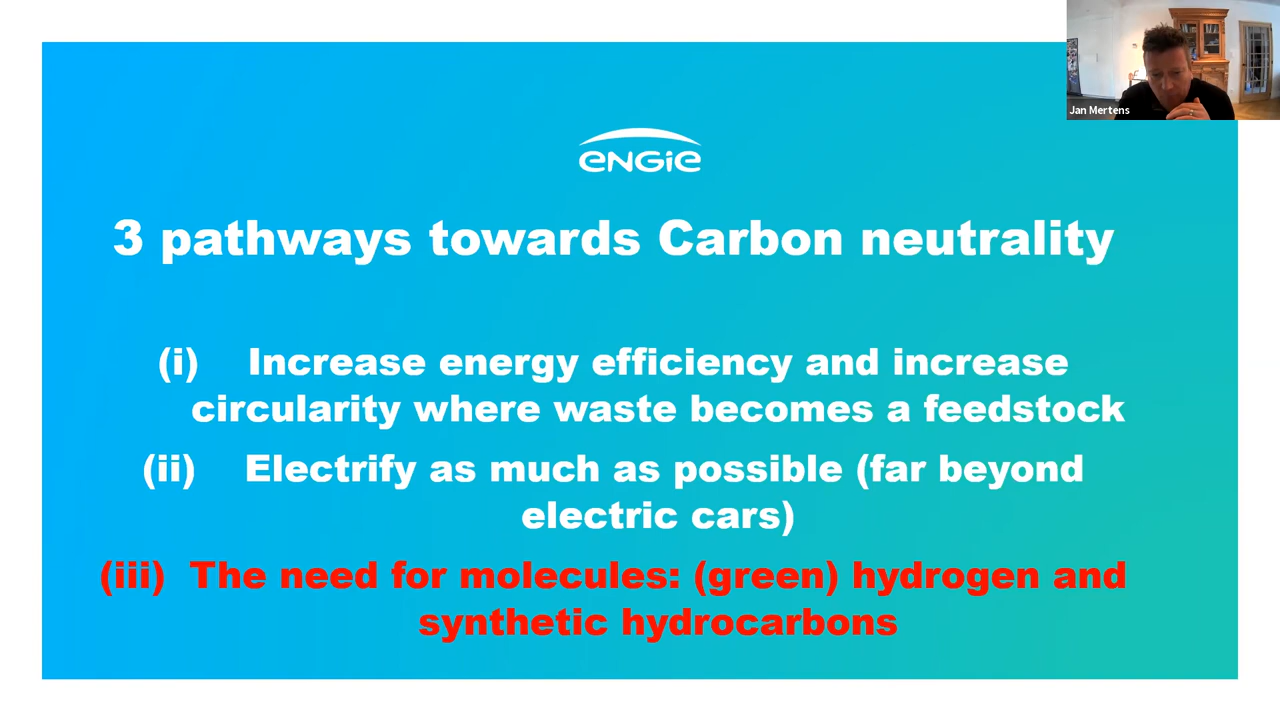 Jan Mertens
ENGIE
3 pathways towards Carbon neutrality
(i) Increase energy efficiency and increase
circularity where waste becomes a feedstock
(ii) Electrify as much as possible (far beyond
electric cars)
(iii) The need for molecules: (green) hydrogen and
synthetic hydrocarbons